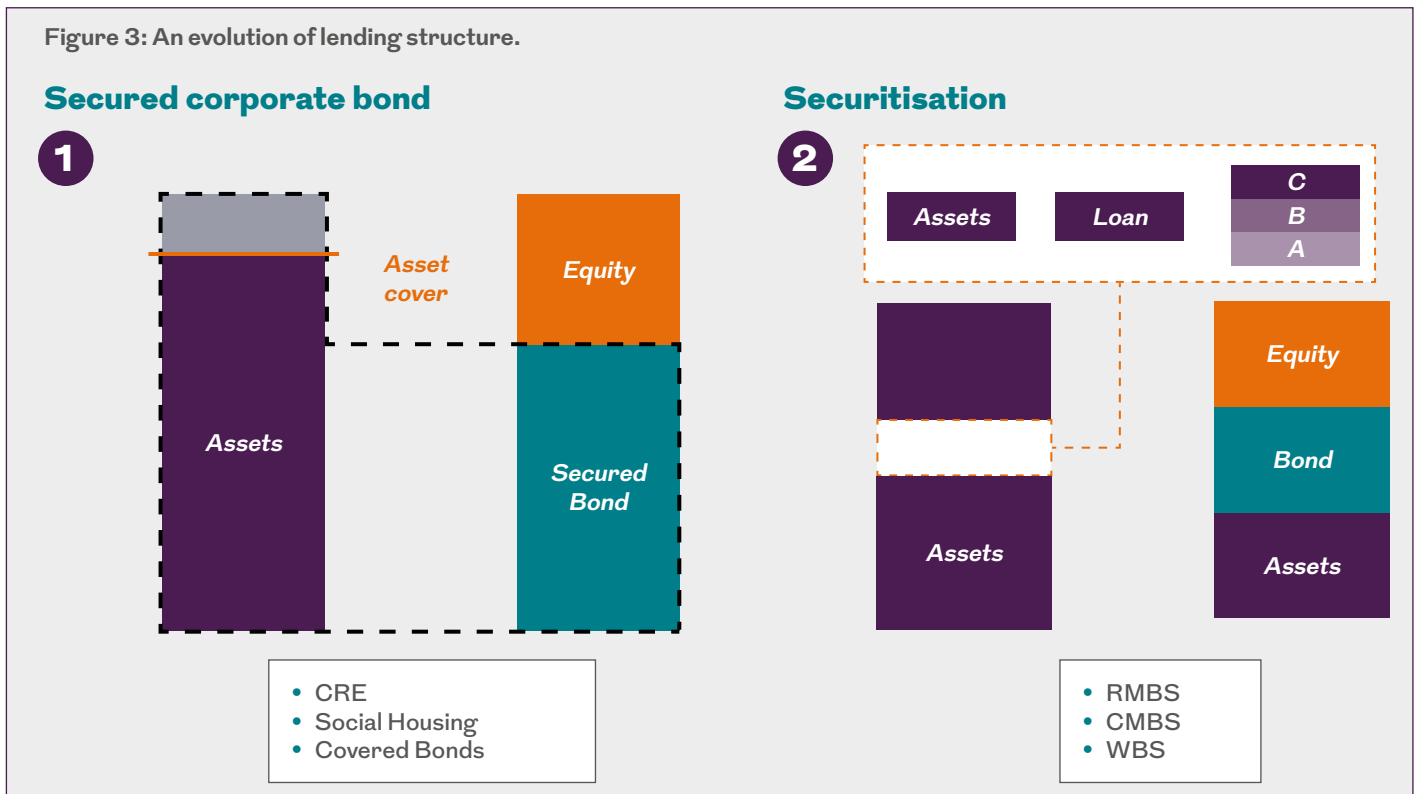 Figure 3: An evolution of lending structure.
Secured corporate bond
1
Assets
Asset
cover
Equity
Secured
Bond
• CRE
• Social Housing
• Covered Bonds
Securitisation
2
Assets
Loan
C
B
A
Assets
Equity
Bond
Assets
• RMBS
• CMBS
• WBS